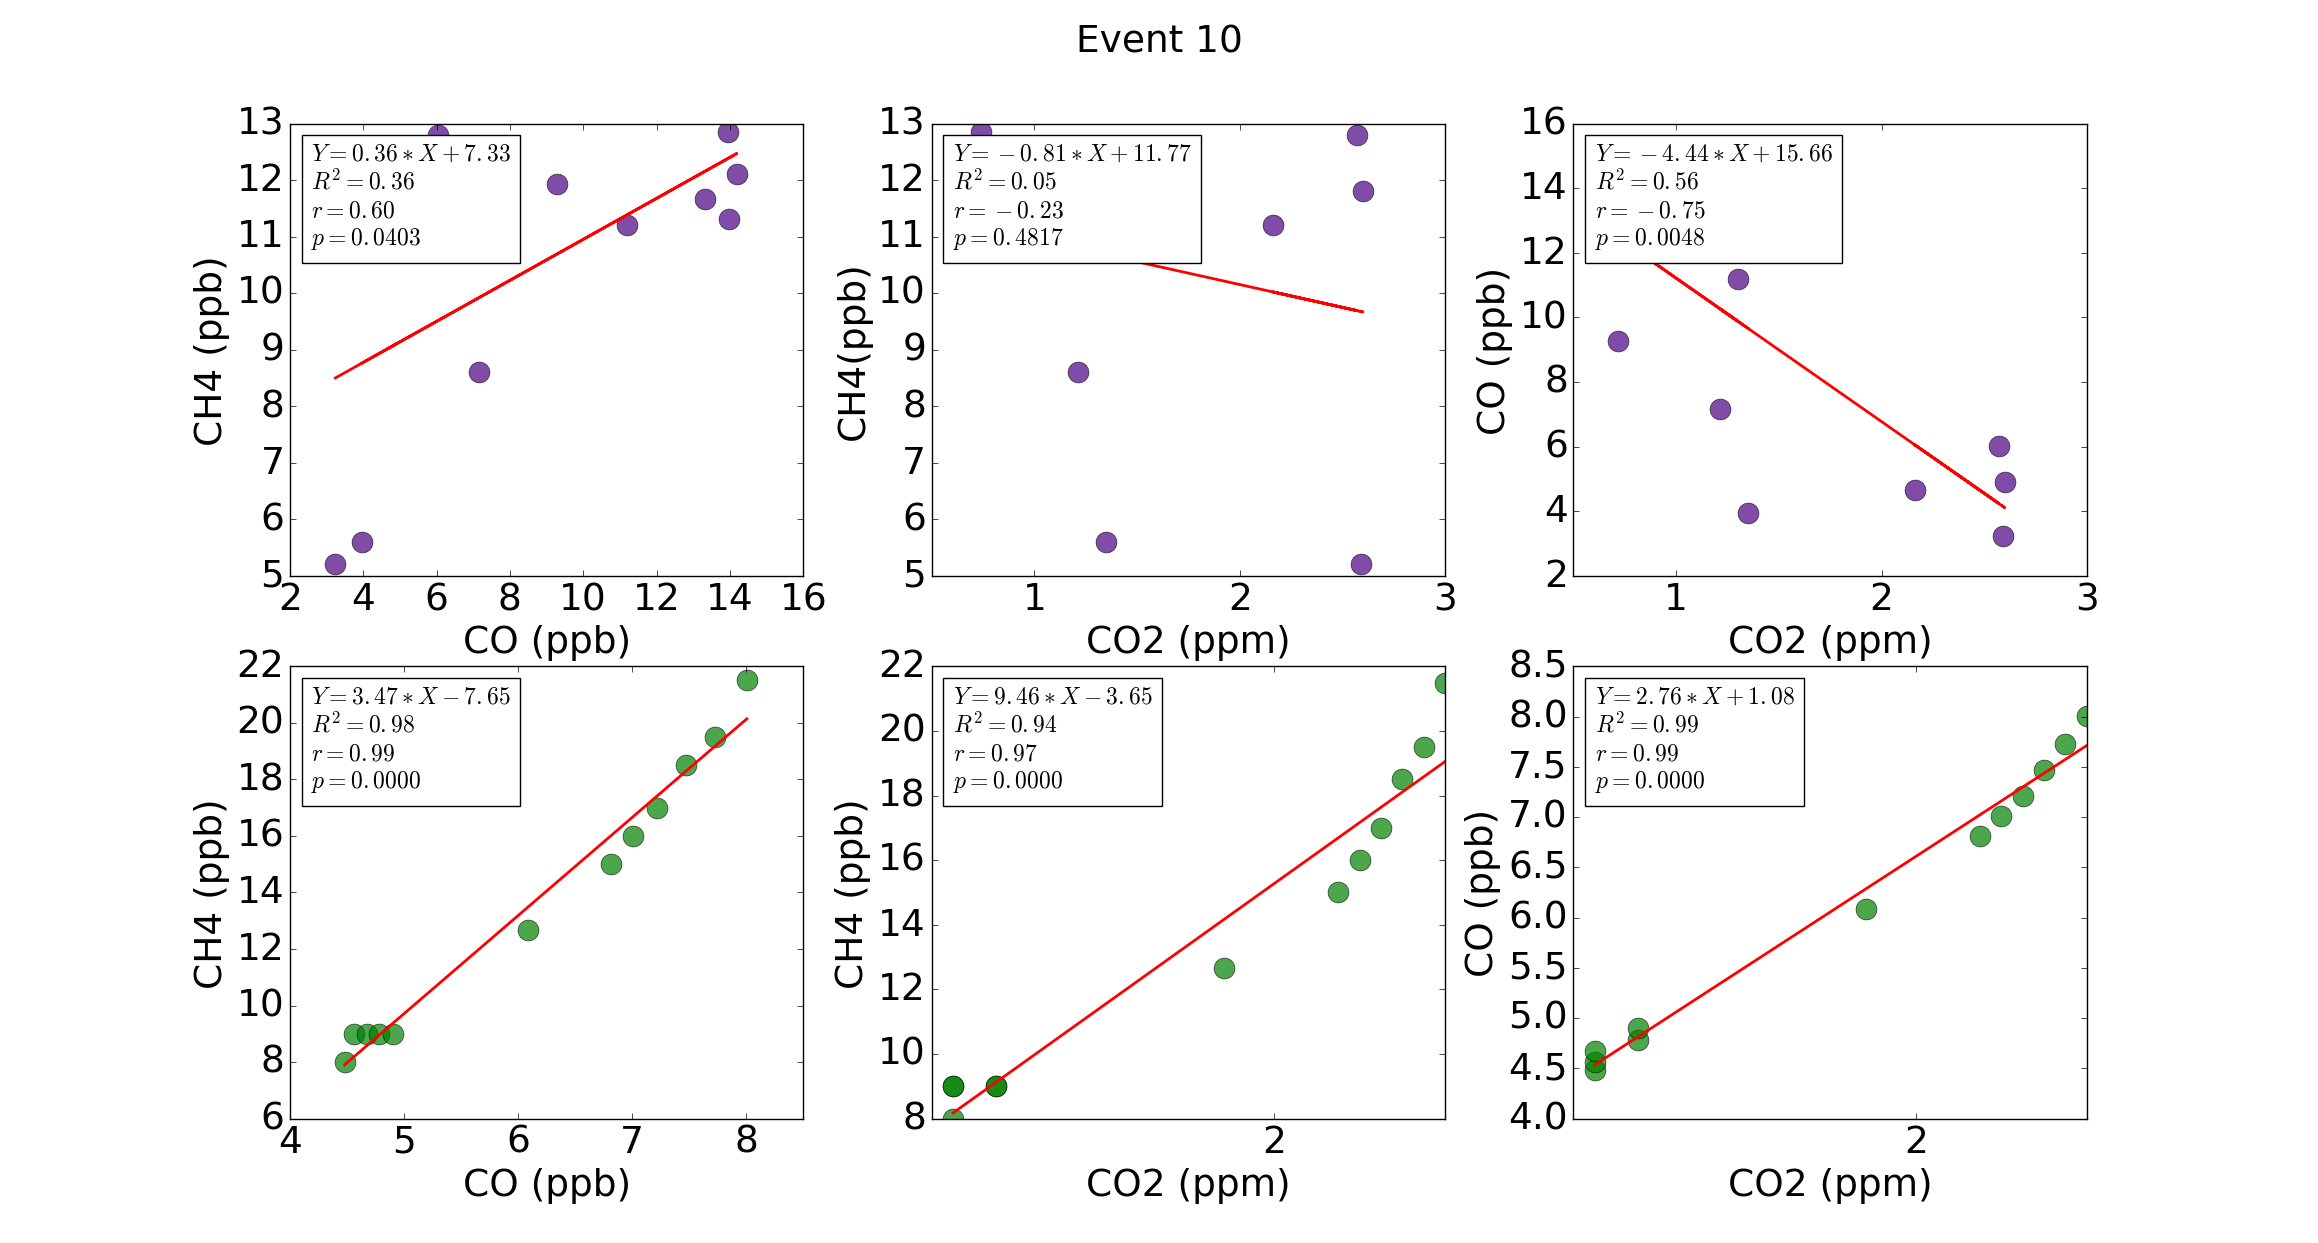 Event 10
13
12
11
10
9
8
7
6
5
CH4 (ppb)
Y = 0.36 ∗ X + 7.33
R² = 0.36
r = 0.60
p = 0.0403
2 4 6 8 10 12 14 16
CO (ppb)
13
12
11
10
9
8
7
6
5
CH4(ppb)
Y = −0.81 ∗ X + 11.77
R² = 0.05
r = −0.23
p = 0.4817
1 2 3
CO2 (ppm)
16
14
12
10
8
6
4
2
CO (ppb)
Y = −4.44 ∗ X + 15.66
R² = 0.56
r = −0.75
p = 0.0048
1 2 3
CO2 (ppm)
22
20
18
16
14
12
10
8
6
CH4 (ppb)
Y = 3.47 ∗ X − 7.65
R² = 0.98
r = 0.99
p = 0.0000
4 5 6 7 8
CO (ppb)
22
20
18
16
14
12
10
8
CH4 (ppb)
Y = 9.46 ∗ X − 3.65
R² = 0.94
r = 0.97
p = 0.0000
2
CO2 (ppm)
8.5
8.0
7.5
7.0
6.5
6.0
5.5
5.0
4.5
4.0
CO (ppb)
Y = 2.76 ∗ X + 1.08
R² = 0.99
r = 0.99
p = 0.0000
2
CO2 (ppm)